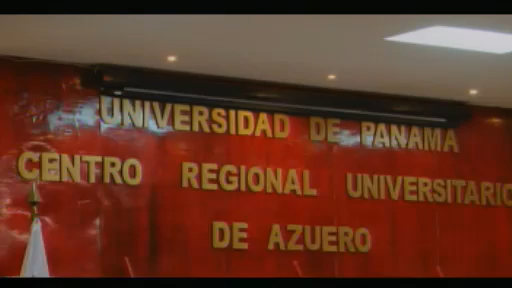 UNIVERSIDAD DE PANAMA
CENTRO REGIONAL UNIVERSITARIO
DE AZUERO